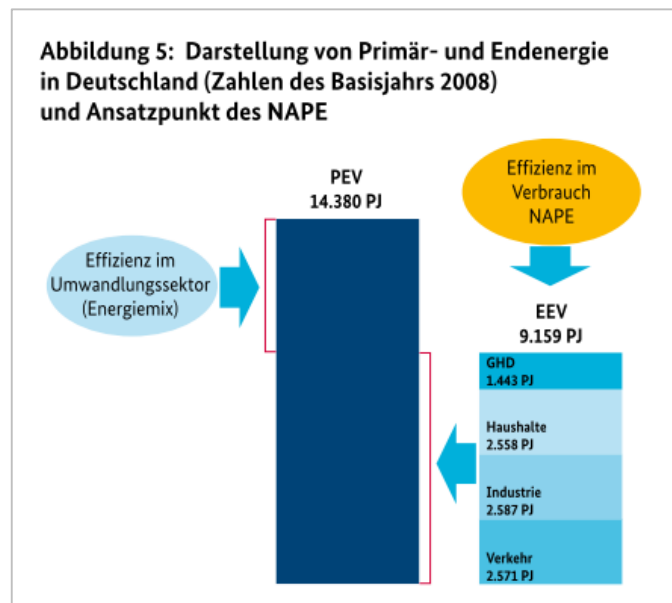 Abbildung 5: Darstellung von Primär- und Endenergie
in Deutschland (Zahlen des Basisjahrs 2008)
und Ansatzpunkt des NAPE
Effizienz im
Verbrauch
NAPE
PEV
14.380 PJ
Effizienz im
Umwandlungssektor
(Energiemix)
EEV
9.159 PJ
GHD
1.443 PJ
Haushalte
2.558 PJ
Industrie
2.587 PJ
Verkehr
2.571 PJ